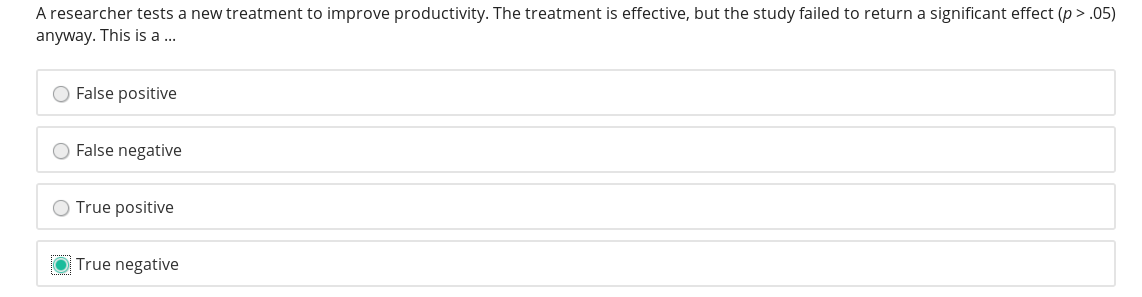 A researcher tests a new treatment to improve productivity. The treatment is effective, but the study failed to return a significant effect (p > .05)
anyway. This is a ...
False positive
False negative
True positive
True negative